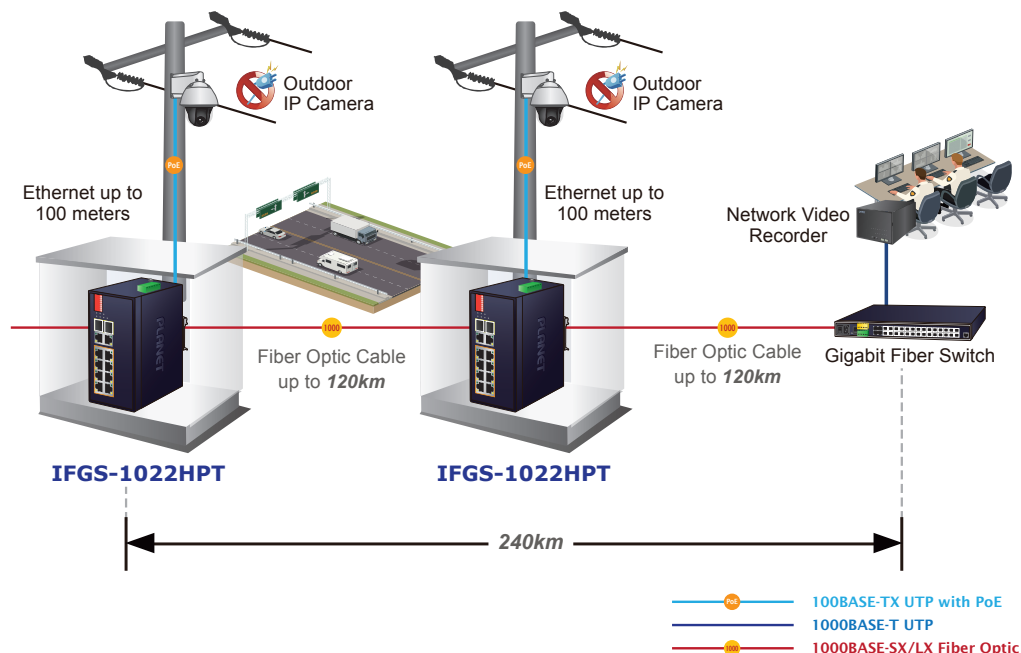 Outdoor
IP Camera
Outdoor
IP Camera
PoE
PoE
Ethernet up to
100 meters
Ethernet up to
100 meters
Network Video
Recorder
PLANET
PLANET
1000
1000
Fiber Optic Cable
up to 120km
Fiber Optic Cable
up to 120km
Gigabit Fiber Switch
IFGS-1022HPT
IFGS-1022HPT
240km
PoE 100BASE-TX UTP with PoE
1000BASE-T UTP
1000 1000BASE-SX/LX Fiber Optic